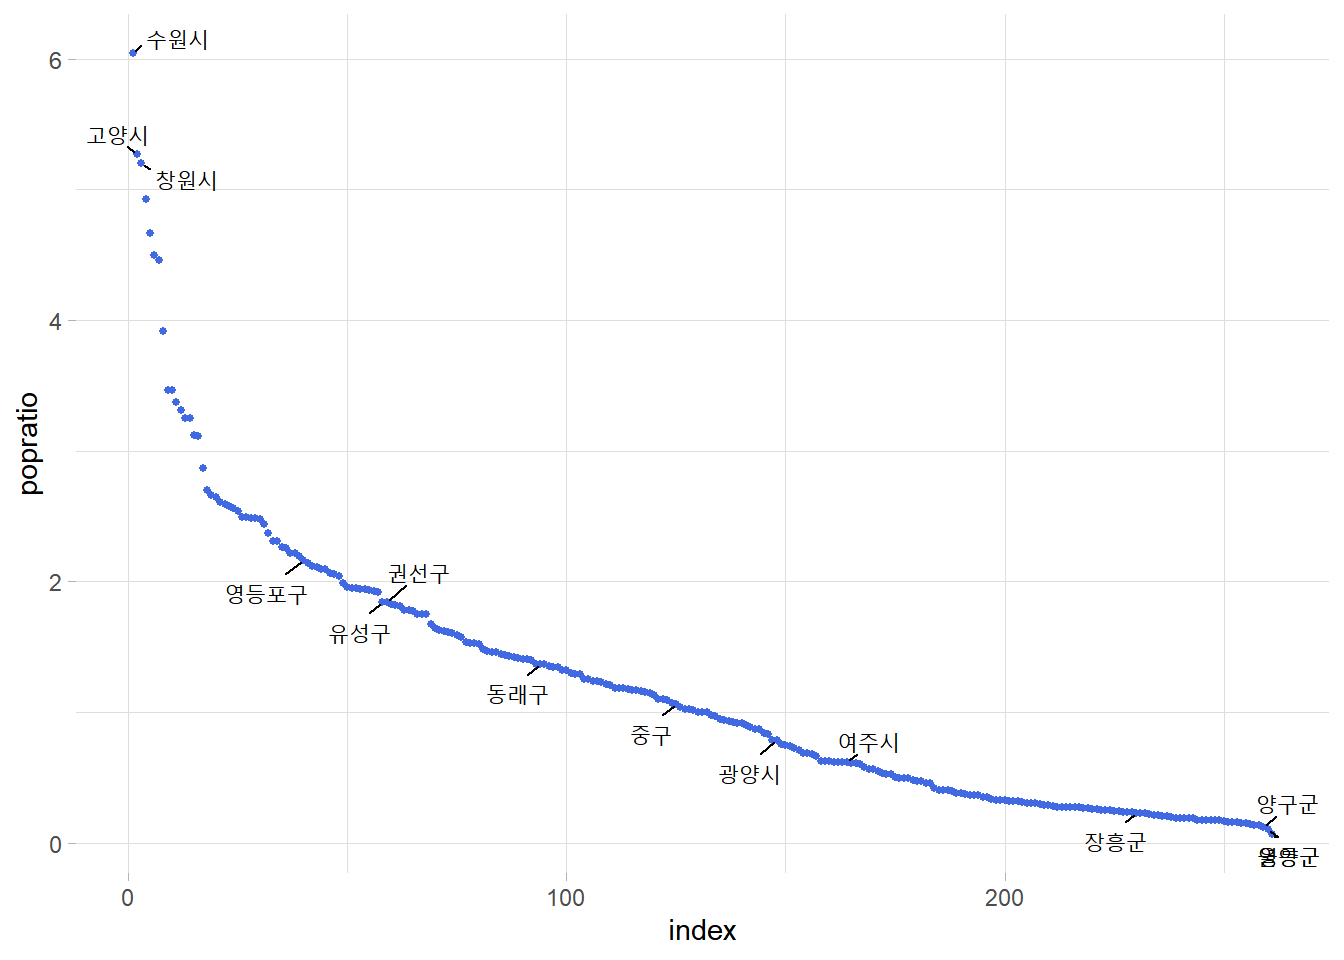 수원시
6
고양시
창원시
4
popratio
권선구
2
영등포구
유성구
동래구
중구
여주시
광양시
양구군
장흥군
0
0
100
200
index